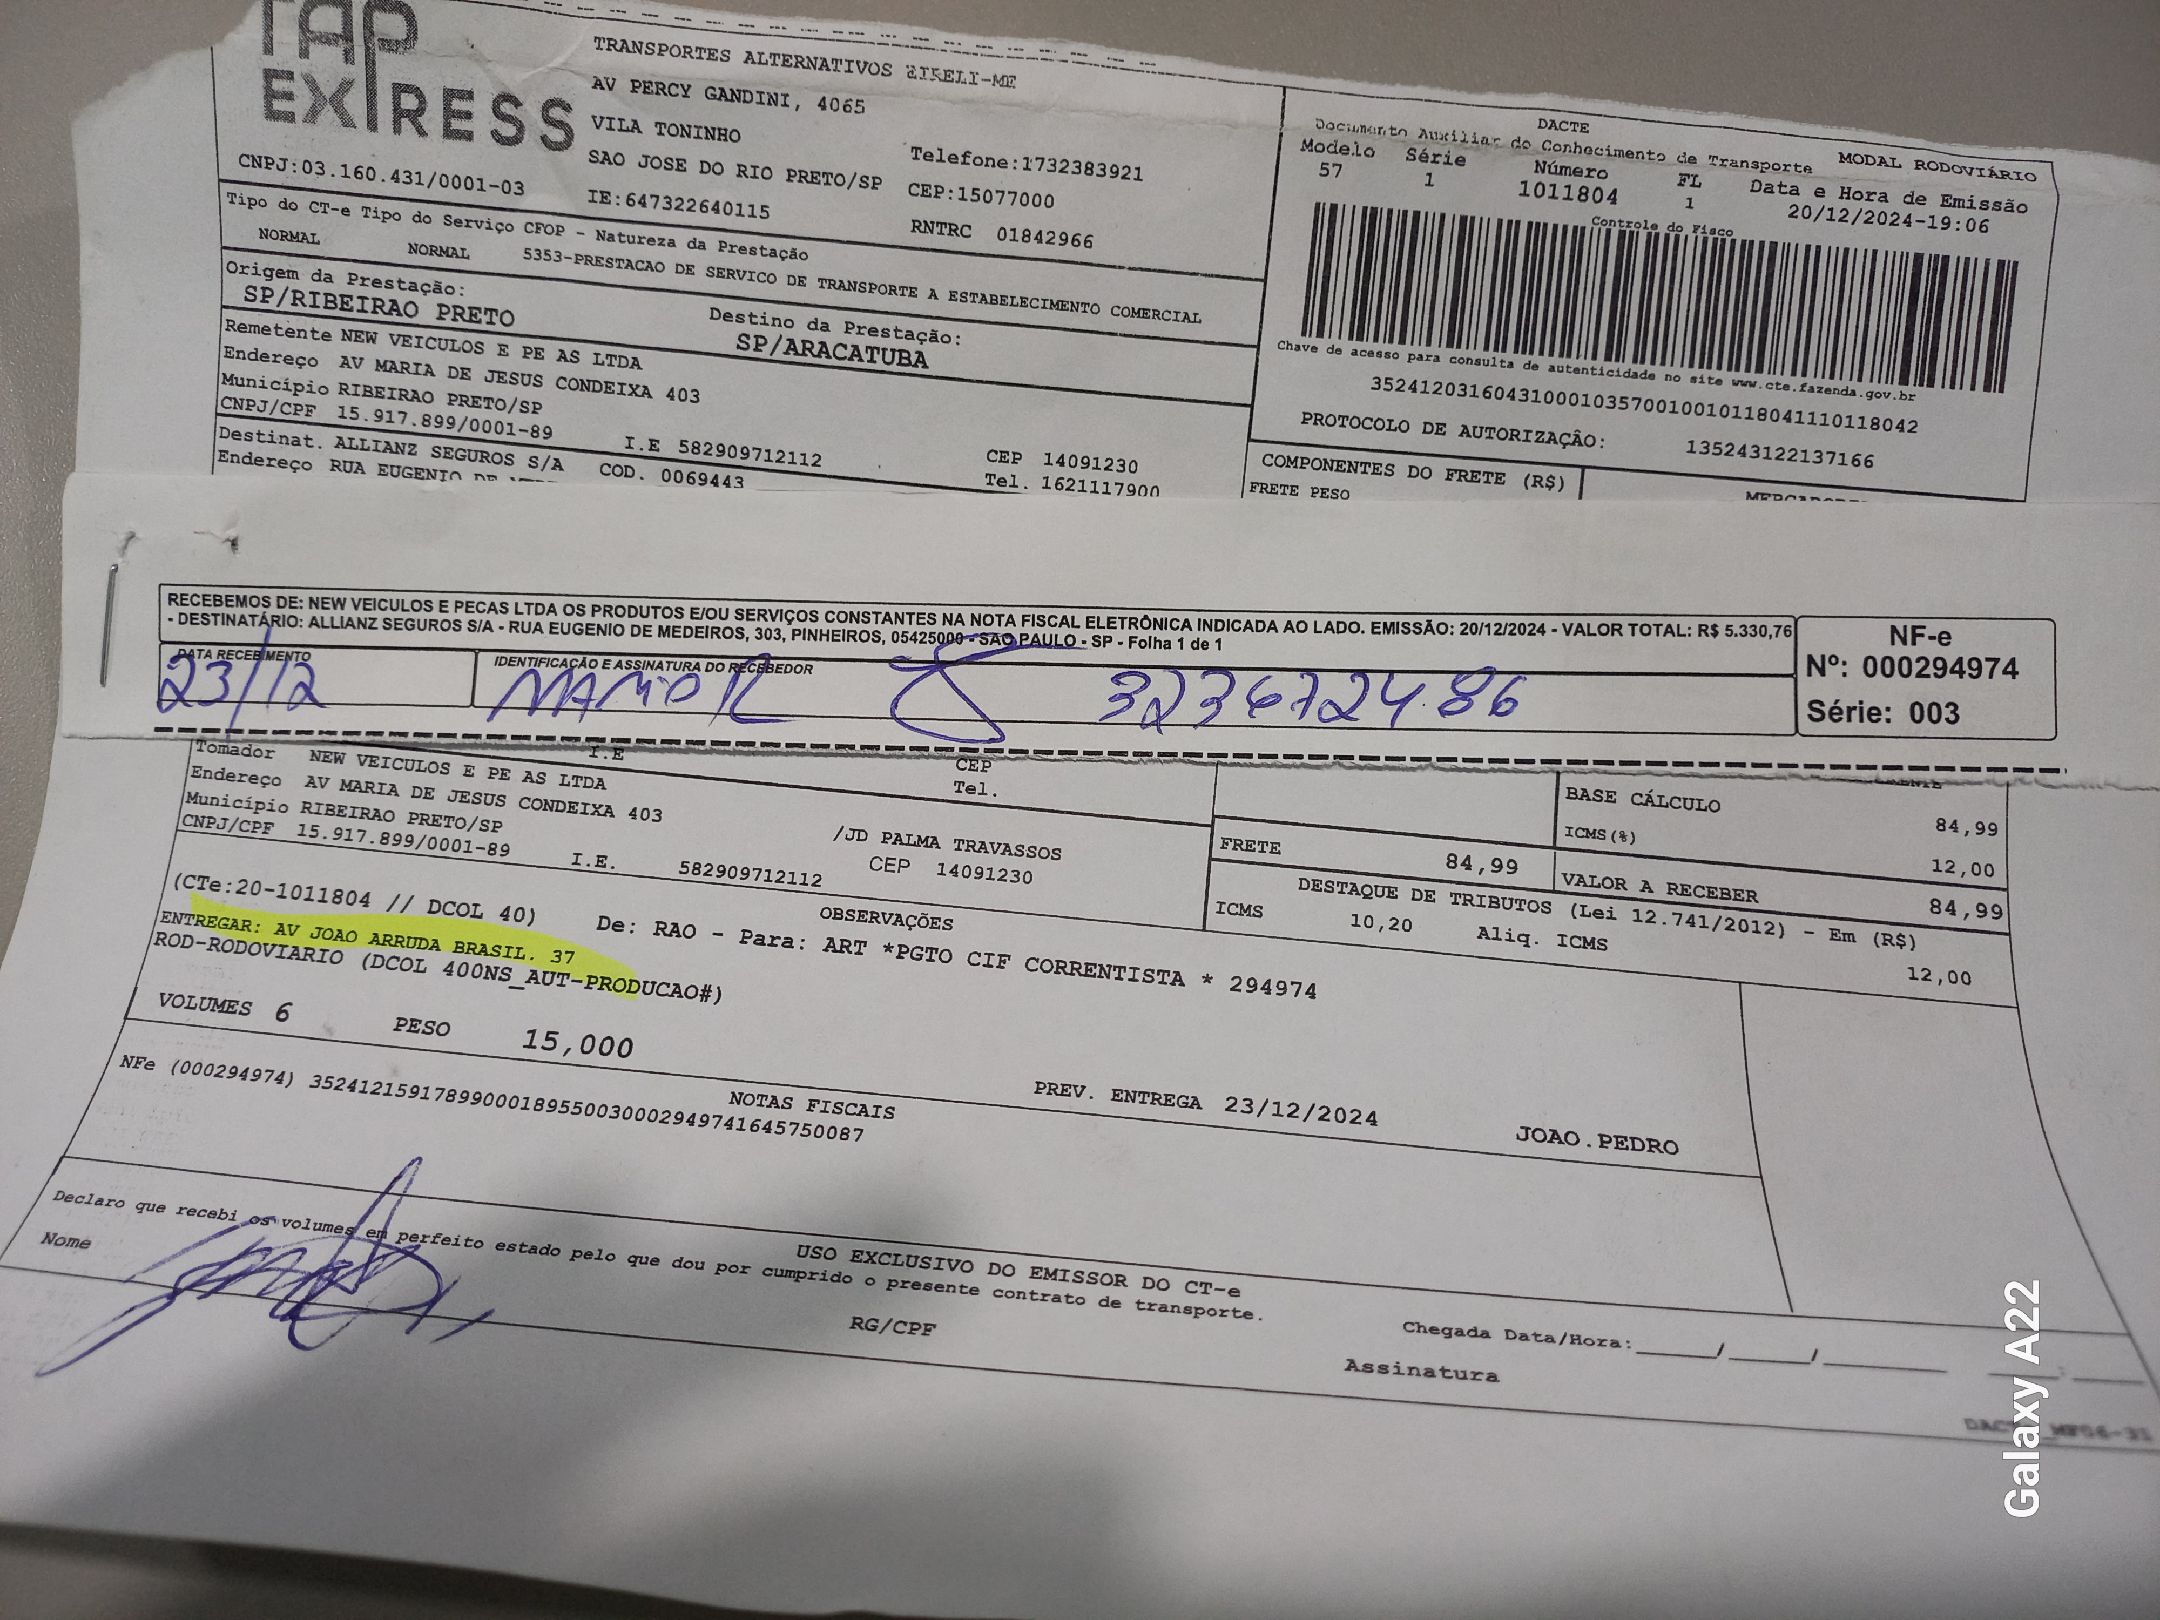 TAP
EXPRESS
TRANSPORTES ALTERNATIVOS EIRELI-ME
AV PERCY GANDINI, 4065
VILA TONINHO
SAO JOSE DO RIO PRETO/SP
Telefone:1732383921
CEP:15077000
CNPJ:03.160.431/0001-03
IE:647322640115
RNTRC 01842966
DACTE
Documento Auxiliar do Conhecimento de Transporte
MODAL RODOVIÁRIO
Modelo Série Número FL Data e Hora de Emissão
57 1 1011804 1 20/12/2024-19:06
Controle do Fisco
Chave de acesso para consulta de autenticidade no site www.cte.fazenda.gov.br
35241203160431000103570010010118041110118042
PROTOCOLO DE AUTORIZAÇÃO: 135243122137166
Tipo do CT-e Tipo do Serviço CFOP - Natureza da Prestação
NORMAL NORMAL 5353-PRESTACAO DE SERVICO DE TRANSPORTE A ESTABELECIMENTO COMERCIAL
Origem da Prestação:
SP/RIBEIRAO PRETO
Destino da Prestação:
SP/ARACATUBA
Remetente NEW VEICULOS E PE AS LTDA
Endereço AV MARIA DE JESUS CONDEIXA 403
Município RIBEIRAO PRETO/SP
CNPJ/CPF 15.917.899/0001-89 I.E 582909712112
CEP 14091230
Tel. 1621117900
Destinat. ALLIANZ SEGUROS S/A COD. 0069443
Endereço RUA EUGENIO DE
COMPONENTES DO FRETE (R$)
FRETE PESO
RECEBEMOS DE: NEW VEICULOS E PECAS LTDA OS PRODUTOS E/OU SERVIÇOS CONSTANTES NA NOTA FISCAL ELETRÔNICA INDICADA AO LADO. EMISSÃO: 20/12/2024 - VALOR TOTAL: R$ 5.330,76
- DESTINATÁRIO: ALLIANZ SEGUROS S/A - RUA EUGENIO DE MEDEIROS, 303, PINHEIROS, 05425000 - SAO PAULO - SP - Folha 1 de 1
DATA RECEBIMENTO
IDENTIFICAÇÃO E ASSINATURA DO RECEBEDOR
23/12
323672486
NF-e
Nº: 000294974
Série: 003
I.E
CEP
Tel.
Tomador NEW VEICULOS E PE AS LTDA
Endereço AV MARIA DE JESUS CONDEIXA 403
Município RIBEIRAO PRETO/SP
/JD PALMA TRAVASSOS
CNPJ/CPF 15.917.899/0001-89 I.E. 582909712112
CEP 14091230
BASE CÁLCULO
84,99
ICMS(%)
12,00
FRETE 84,99
VALOR A RECEBER
84,99
DESTAQUE DE TRIBUTOS (Lei 12.741/2012) - Em (R$)
ICMS 10,20 Aliq. ICMS 12,00
OBSERVAÇÕES
(CTe:20-1011804 // DCOL 40) De: RAO - Para: ART *PGTO CIF CORRENTISTA * 294974
ENTREGAR: AV JOAO ARRUDA BRASIL. 37
ROD-RODOVIARIO (DCOL 400NS_AUT-PRODUCAO#)
VOLUMES 6 PESO 15,000
PREV. ENTREGA 23/12/2024
JOAO.PEDRO
NOTAS FISCAIS
NFe (000294974) 35241215917899000189550030002949741645750087
USO EXCLUSIVO DO EMISSOR DO CT-e
Declaro que recebi os volumes em perfeito estado pelo que dou por cumprido o presente contrato de transporte.
Nome
RG/CPF
Chegada Data/Hora:____/____/____
Assinatura
Galaxy A22